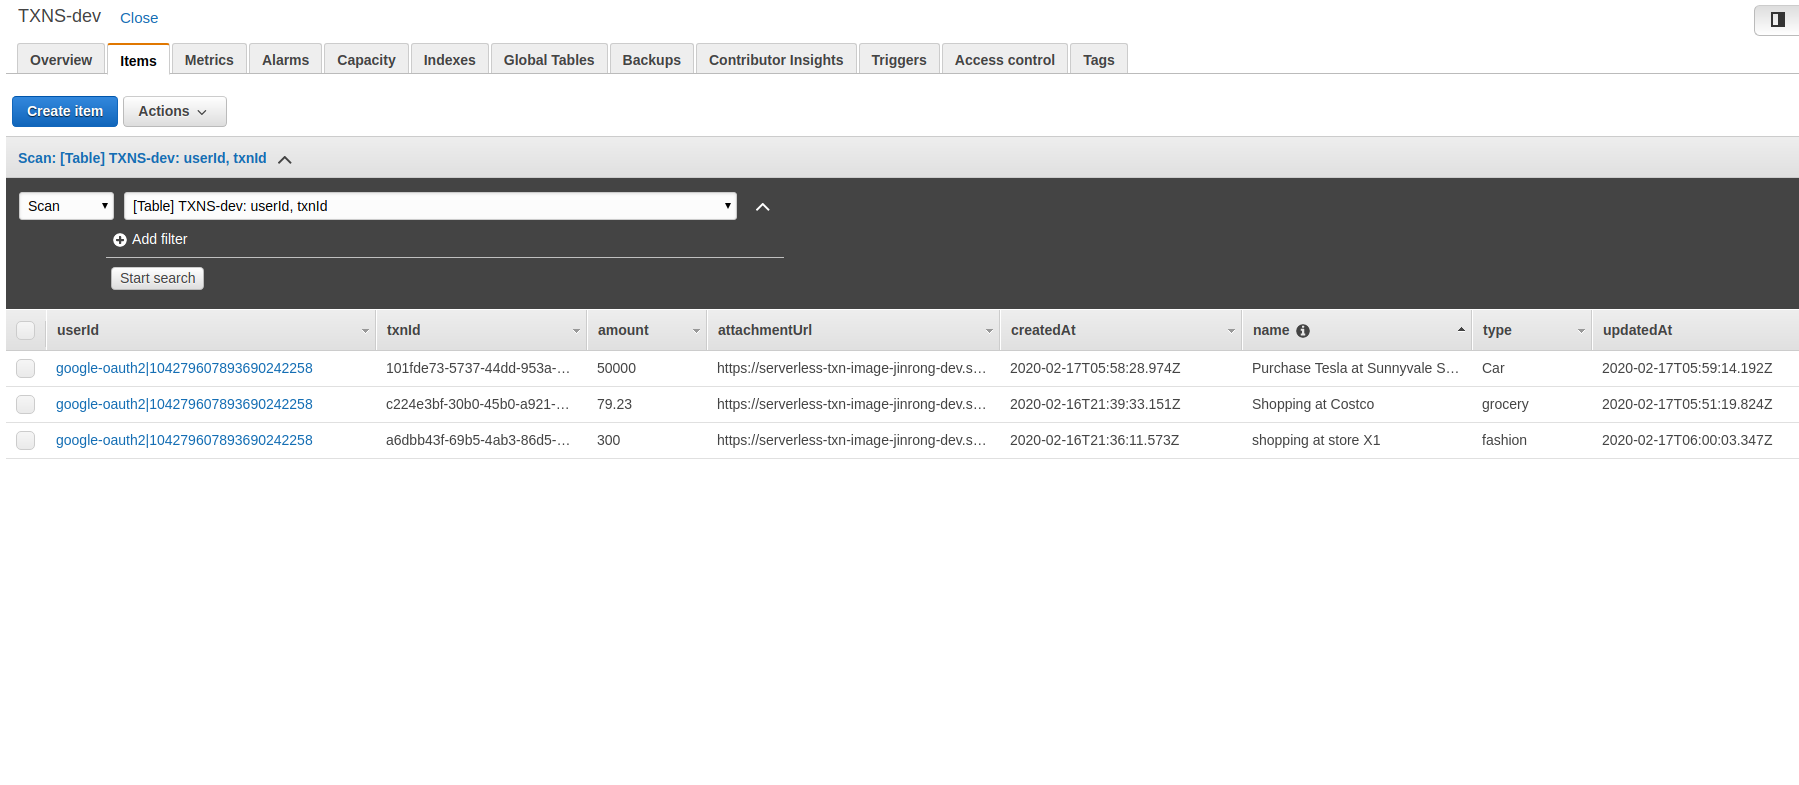 TXNS-dev Close
Overview Items Metrics Alarms Capacity Indexes Global Tables Backups Contributor Insights Triggers Access control Tags
Create item Actions
Scan: [Table] TXNS-dev: userId, txnId
Scan [Table] TXNS-dev: userId, txnId
Add filter
Start search
userId txnId amount attachmentUrl createdAt name type updatedAt
google-oauth2|104279607893690242258 101fde73-5737-44dd-953a-… 50000 https://serverless-txn-image-jinrong-dev.s… 2020-02-17T05:58:28.974Z Purchase Tesla at Sunnyvale S… Car 2020-02-17T05:59:14.192Z
google-oauth2|104279607893690242258 c224e3bf-30b0-45b0-a921-… 79.23 https://serverless-txn-image-jinrong-dev.s… 2020-02-16T21:39:33.151Z Shopping at Costco grocery 2020-02-17T05:51:19.824Z
google-oauth2|104279607893690242258 a6dbb43f-69b5-4ab3-86d5-… 300 https://serverless-txn-image-jinrong-dev.s… 2020-02-16T21:36:11.573Z shopping at store X1 fashion 2020-02-17T06:00:03.347Z